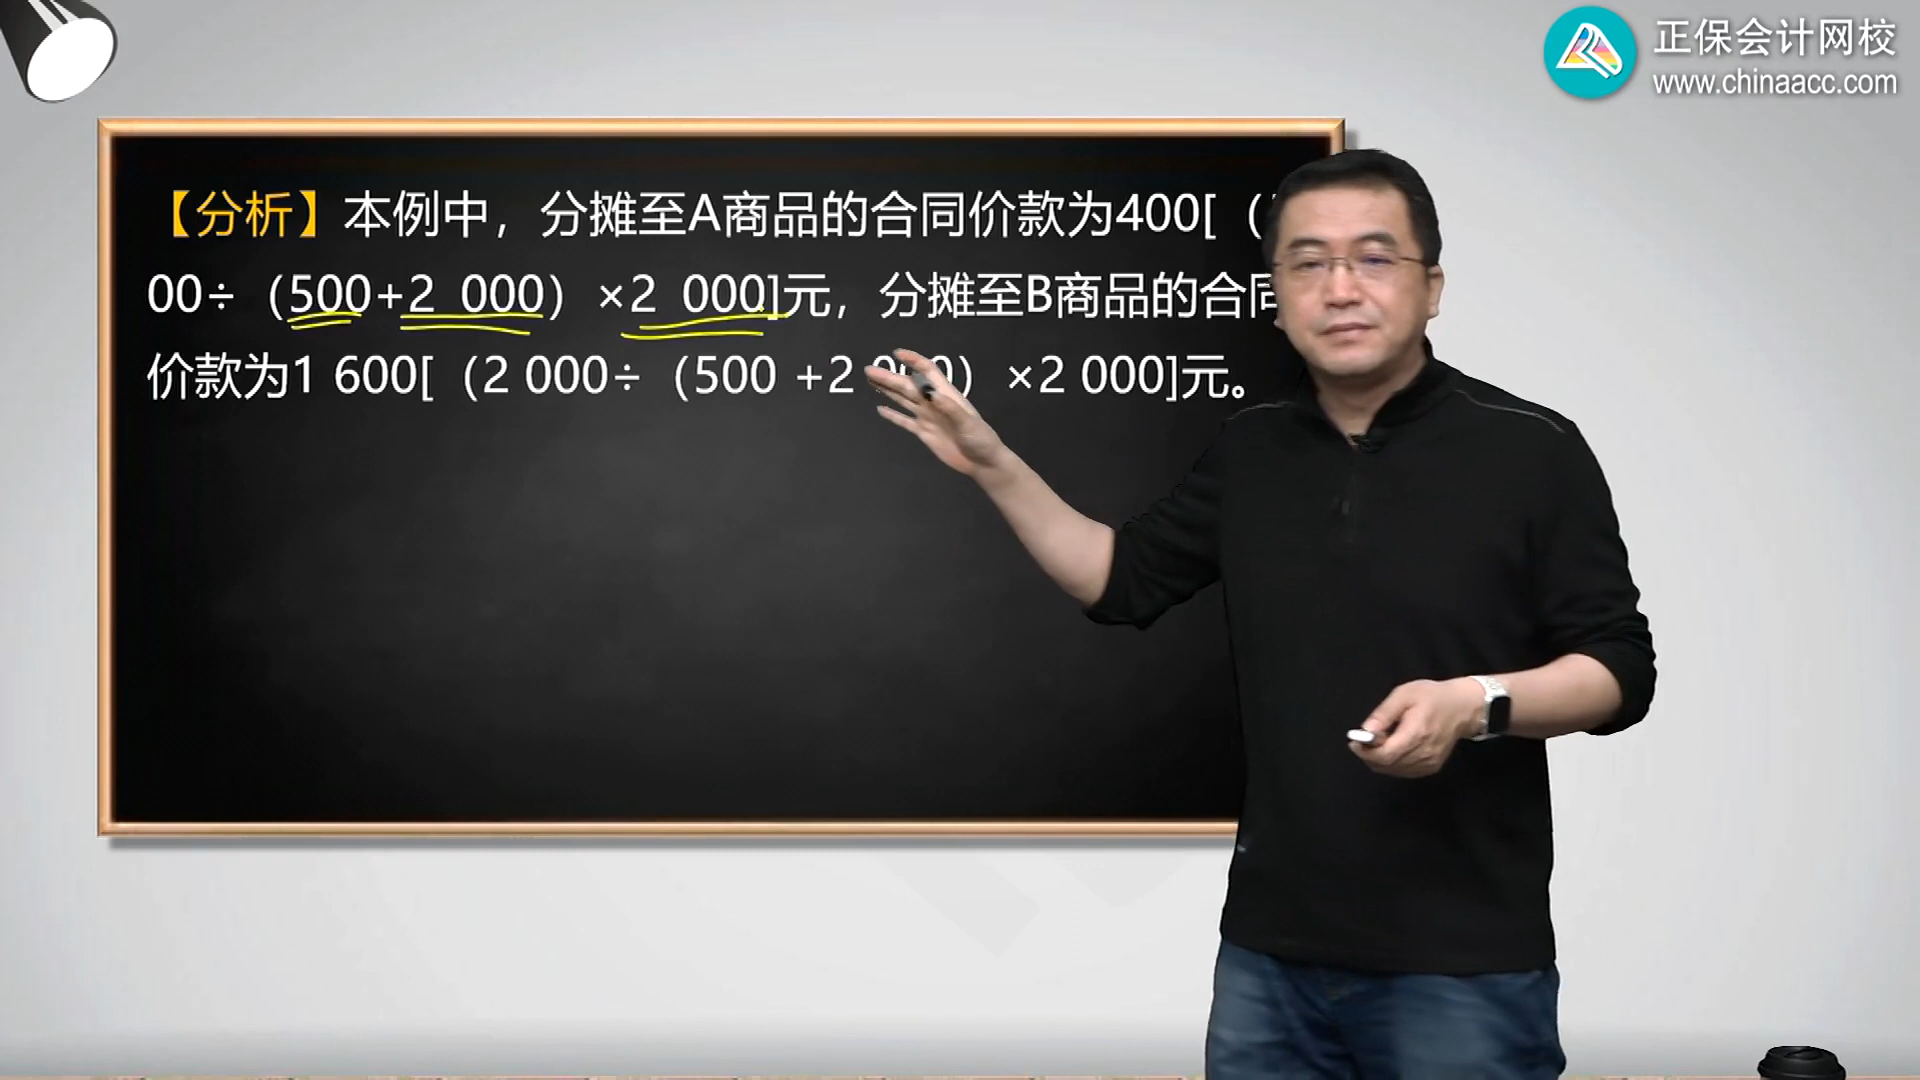 正保会计网校
www.chinaacc.com
【分析】本例中，分摊至A商品的合同价款为400[（
00÷（500+2 000）×2 000]元，分摊至B商品的合同
价款为1 600[（2 000÷（500 +2 000）×2 000]元。